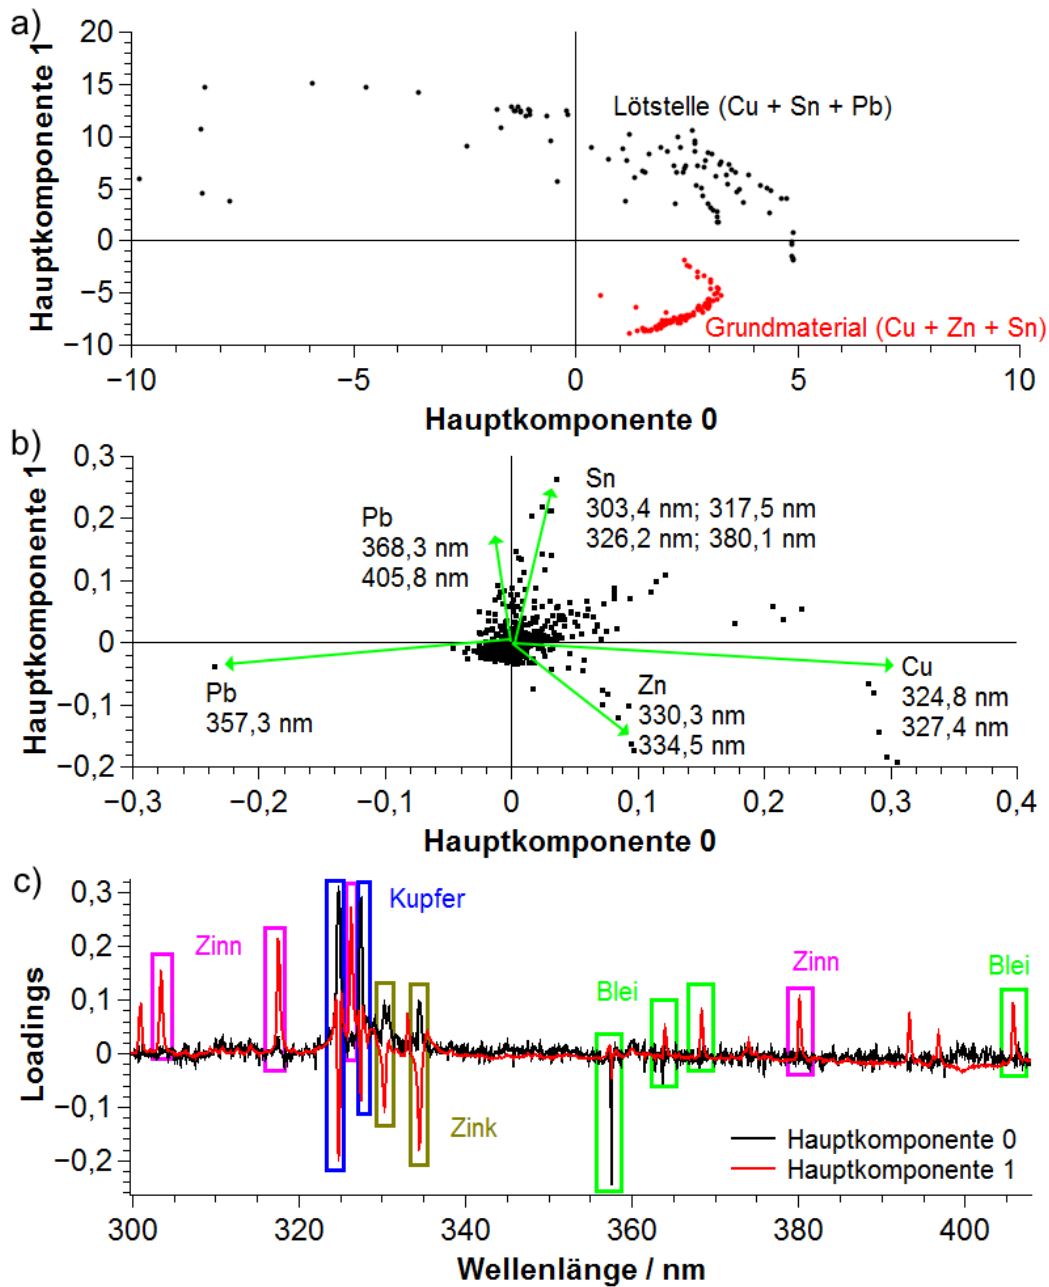 a)
20
15
10
5
0
−5
−10
Hauptkomponente 1
Lötstelle (Cu + Sn + Pb)
Grundmaterial (Cu + Zn + Sn)
−10
−5
0
5
10
Hauptkomponente 0
b)
0,3
0,2
0,1
0
−0,1
−0,2
Hauptkomponente 1
Sn
303,4 nm; 317,5 nm
326,2 nm; 380,1 nm
Pb
368,3 nm
405,8 nm
Pb
357,3 nm
Zn
330,3 nm
334,5 nm
Cu
324,8 nm
327,4 nm
−0,3
−0,2
−0,1
0
0,1
0,2
0,3
0,4
Hauptkomponente 0
c)
0,3
0,2
0,1
0
−0,1
−0,2
Loadings
Zinn
Kupfer
Zink
Blei
Zinn
Blei
Hauptkomponente 0
Hauptkomponente 1
300
320
340
360
380
400
Wellenlänge / nm